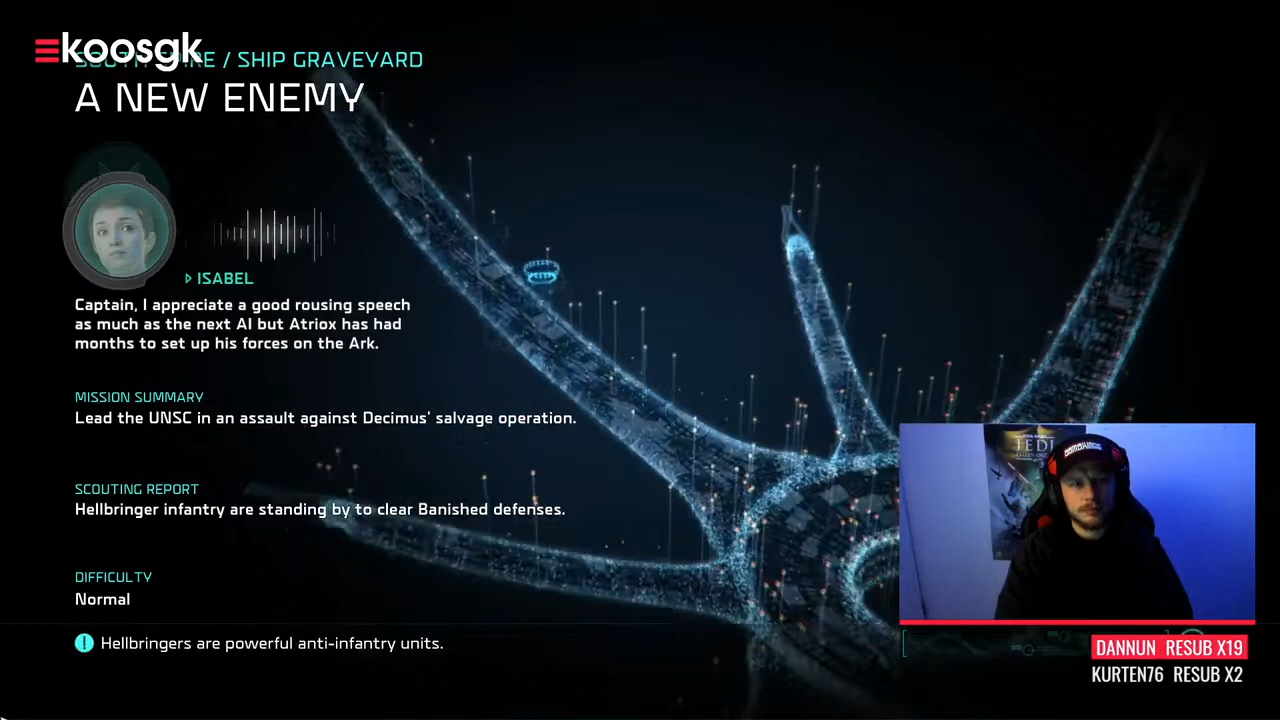 koosgk
/ SHIP GRAVEYARD
A NEW ENEMY
ISABEL
Captain, I appreciate a good rousing speech
as much as the next AI but Atriox has had
months to set up his forces on the Ark.
MISSION SUMMARY
Lead the UNSC in an assault against Decimus' salvage operation.
SCOUTING REPORT
Hellbringer infantry are standing by to clear Banished defenses.
DIFFICULTY
Normal
Hellbringers are powerful anti-infantry units.
JEDI
DANNUN RESUB X19
KURTEN76 RESUB X2